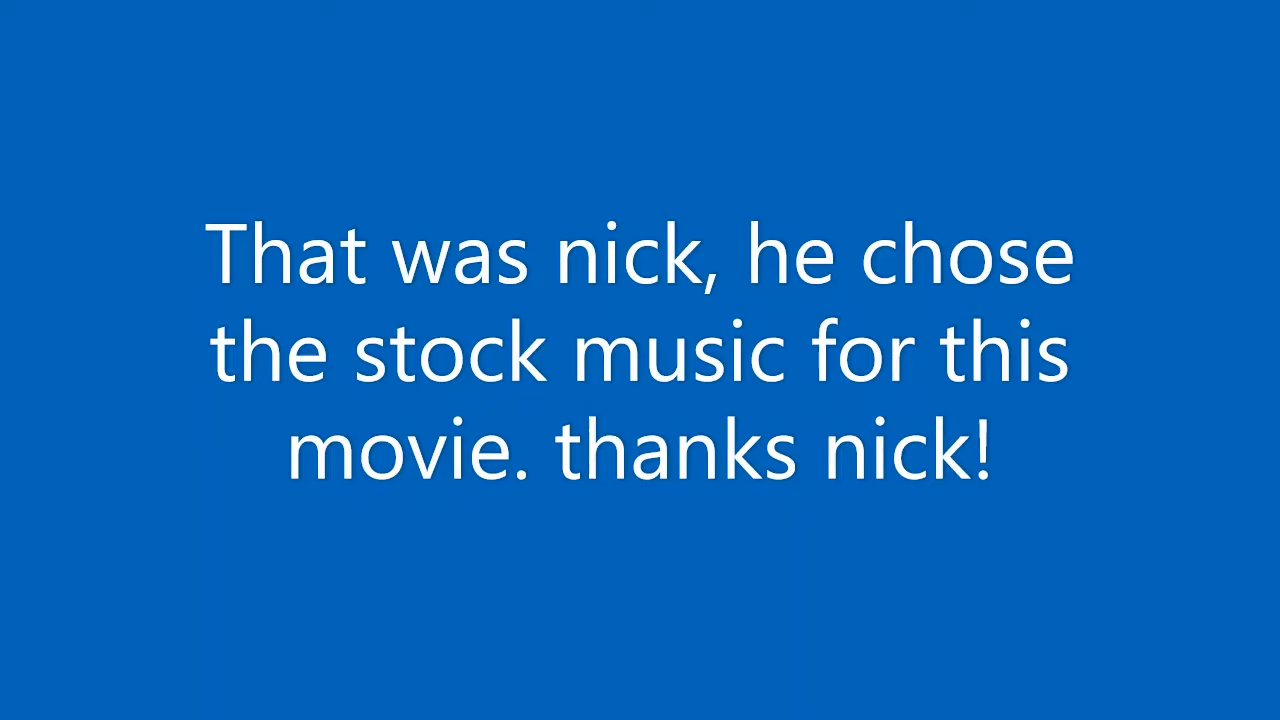 That was nick, he chose
the stock music for this
movie. thanks nick!